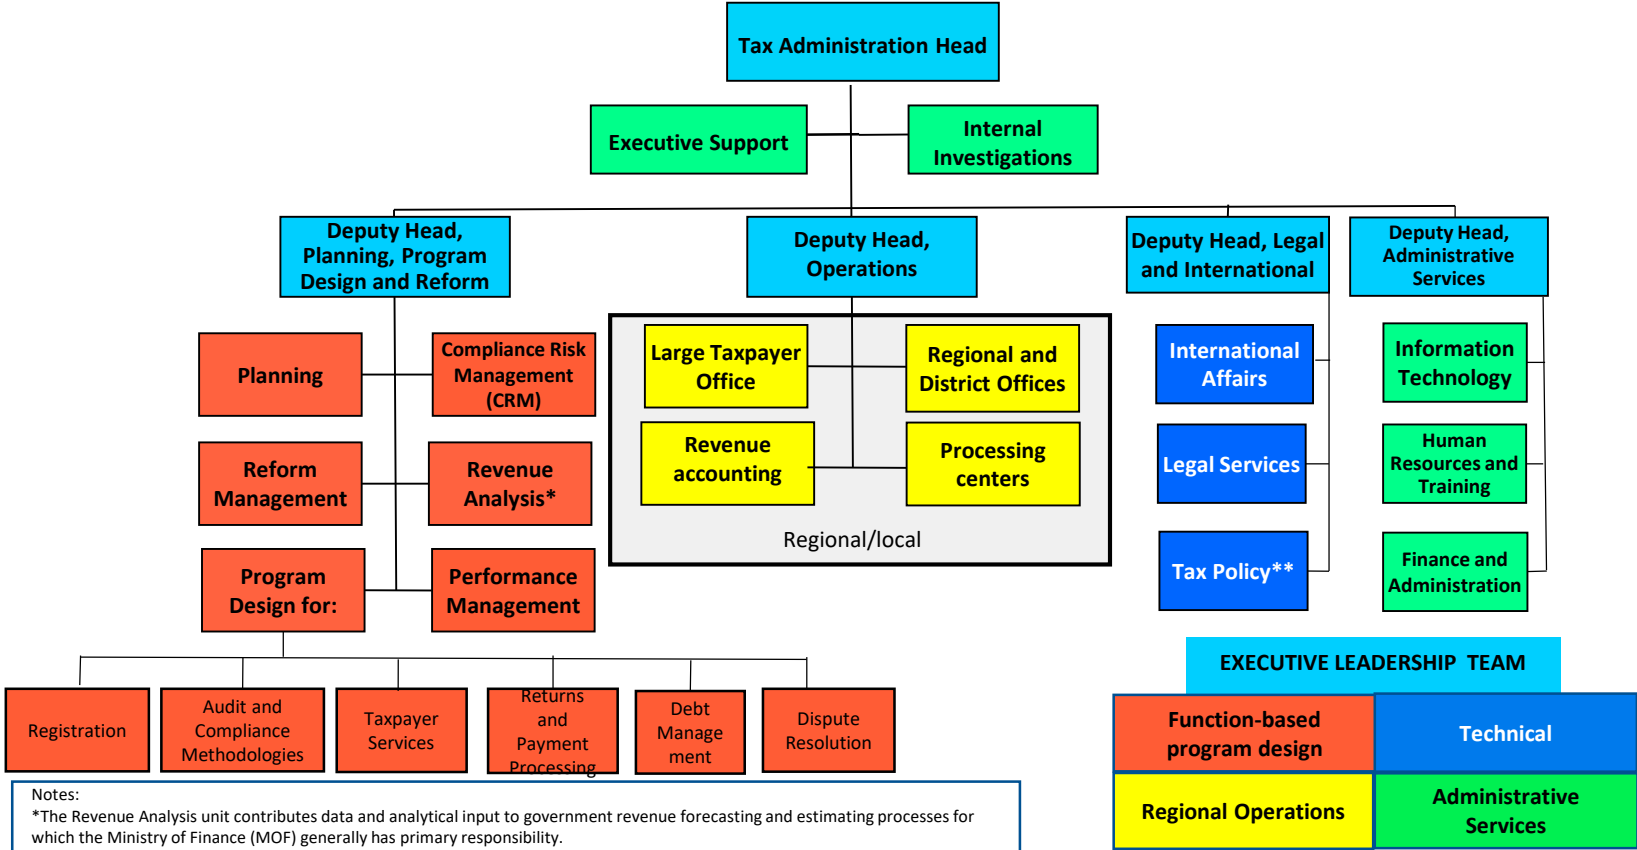 Tax Administration Head
Executive Support
Internal
Investigations
Deputy Head,
Planning, Program
Design and Reform
Deputy Head,
Operations
Deputy Head, Legal
and International
Deputy Head,
Administrative
Services
Planning
Compliance Risk
Management
(CRM)
Reform
Management
Revenue
Analysis*
Program
Design for:
Performance
Management
Large Taxpayer
Office
Regional and
District Offices
Revenue
accounting
Processing
centers
Regional/local
International
Affairs
Legal Services
Tax Policy**
Information
Technology
Human
Resources and
Training
Finance and
Administration
Registration
Audit and
Compliance
Methodologies
Taxpayer
Services
Returns
and
Payment
Processing
Debt
Manage
ment
Dispute
Resolution
EXECUTIVE LEADERSHIP TEAM
Function-based
program design
Technical
Regional Operations
Administrative
Services
Notes:
*The Revenue Analysis unit contributes data and analytical input to government revenue forecasting and estimating processes for
which the Ministry of Finance (MOF) generally has primary responsibility.